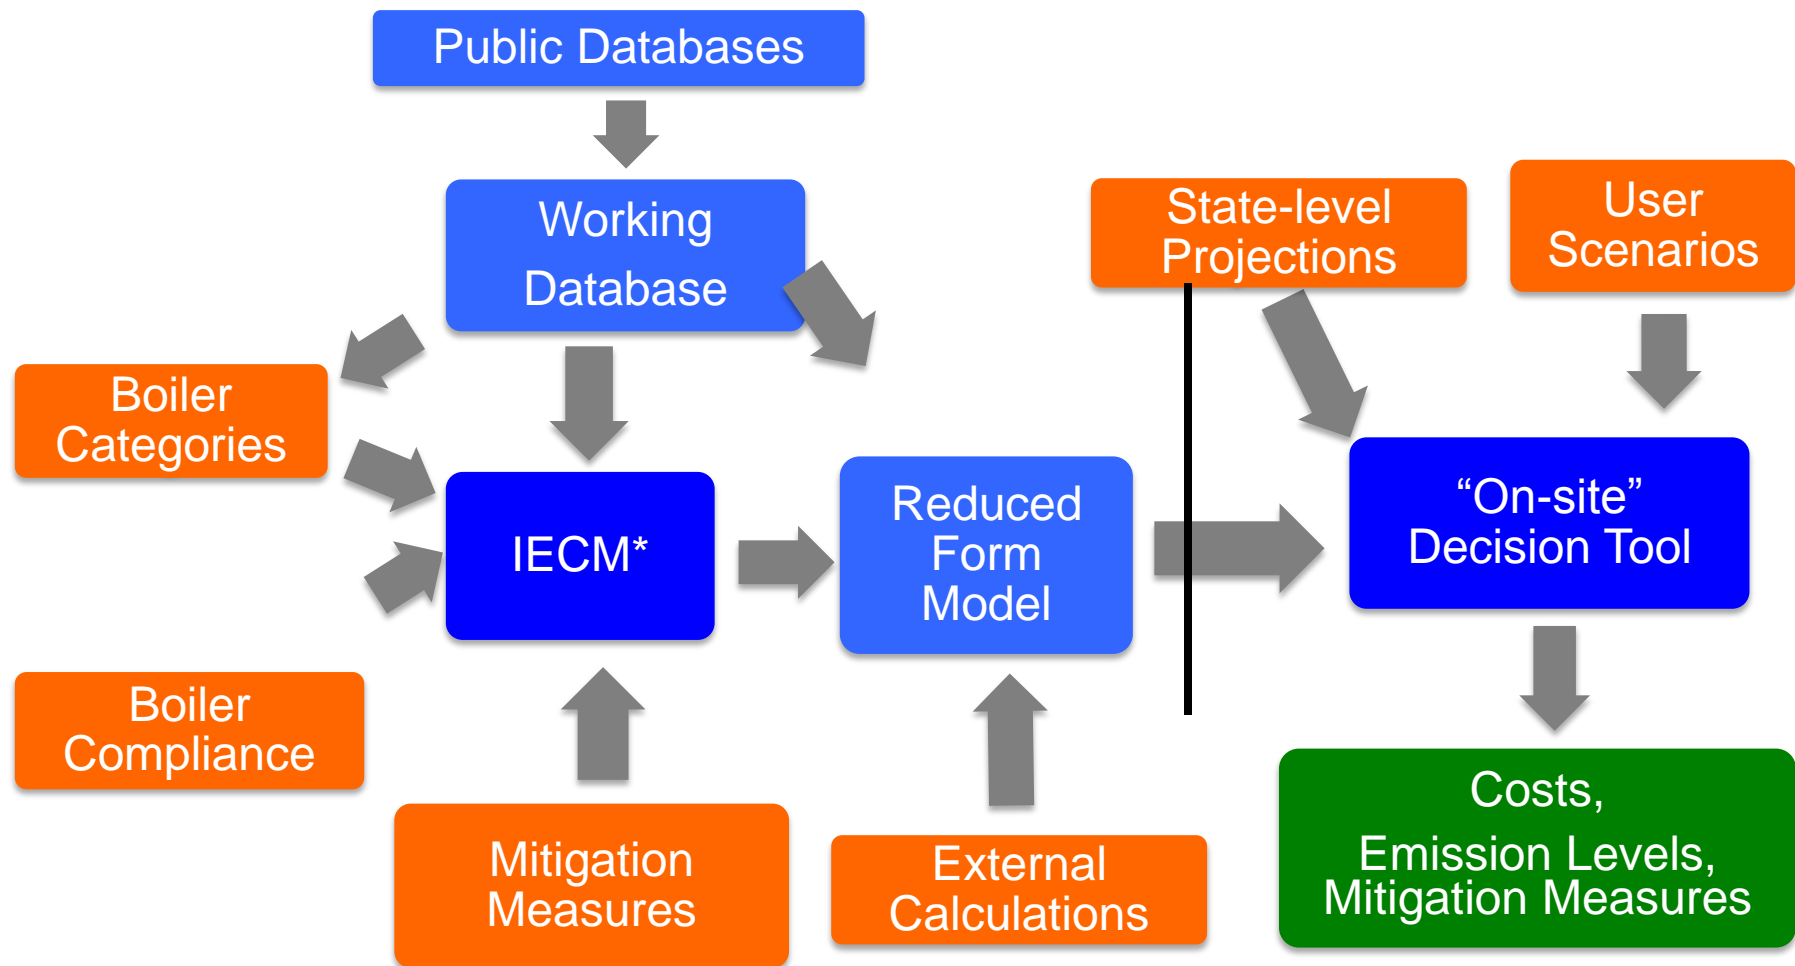 Public Databases
Working
Database
State-level
Projections
User
Scenarios
Boiler
Categories
IECM*
Reduced
Form
Model
“On-site”
Decision Tool
Boiler
Compliance
Mitigation
Measures
External
Calculations
Costs,
Emission Levels,
Mitigation Measures